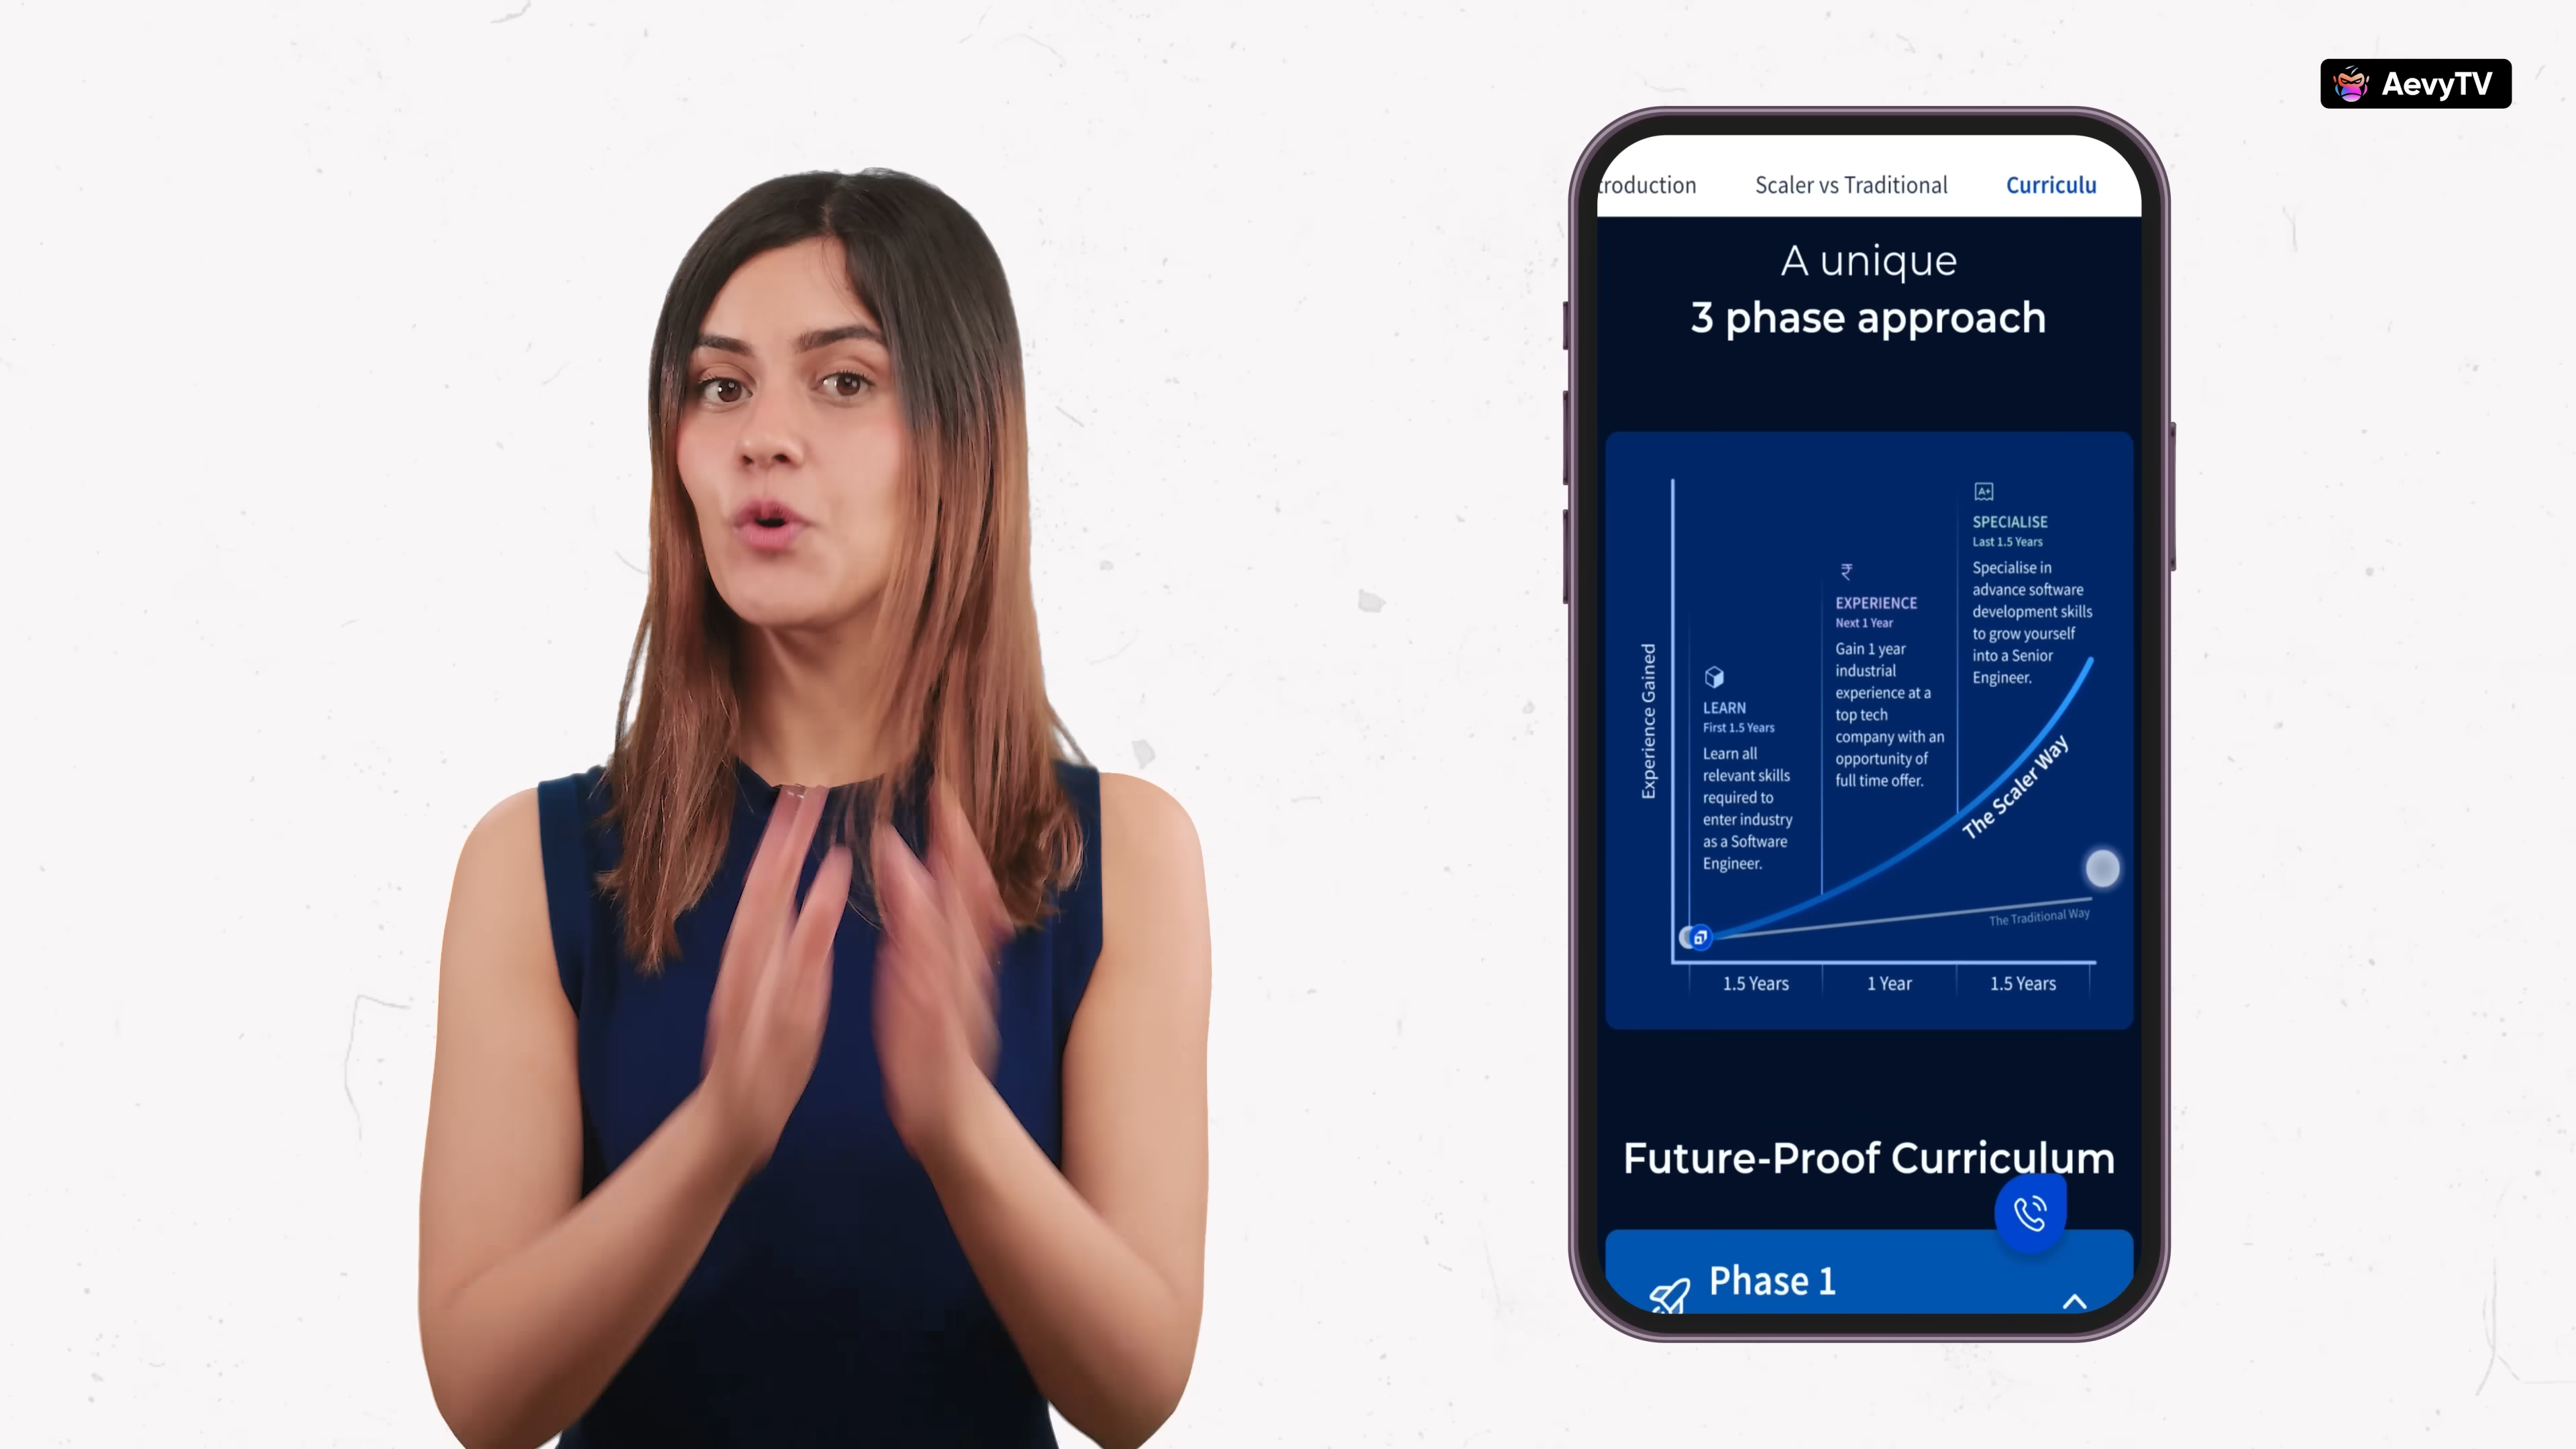 AevyTV
troduction Scaler vs Traditional Curriculu
A unique
3 phase approach
Experience Gained
LEARN
First 1.5 Years
Learn all
relevant skills
required to
enter industry
as a Software
Engineer.
₹
EXPERIENCE
Next 1 Year
Gain 1 year
industrial
experience at a
top tech
company with an
opportunity of
full time offer.
A+
SPECIALISE
Last 1.5 Years
Specialise in
advance software
development skills
to grow yourself
into a Senior
Engineer.
The Scaler Way
The Traditional Way
1.5 Years 1 Year 1.5 Years
Future-Proof Curriculum
Phase 1